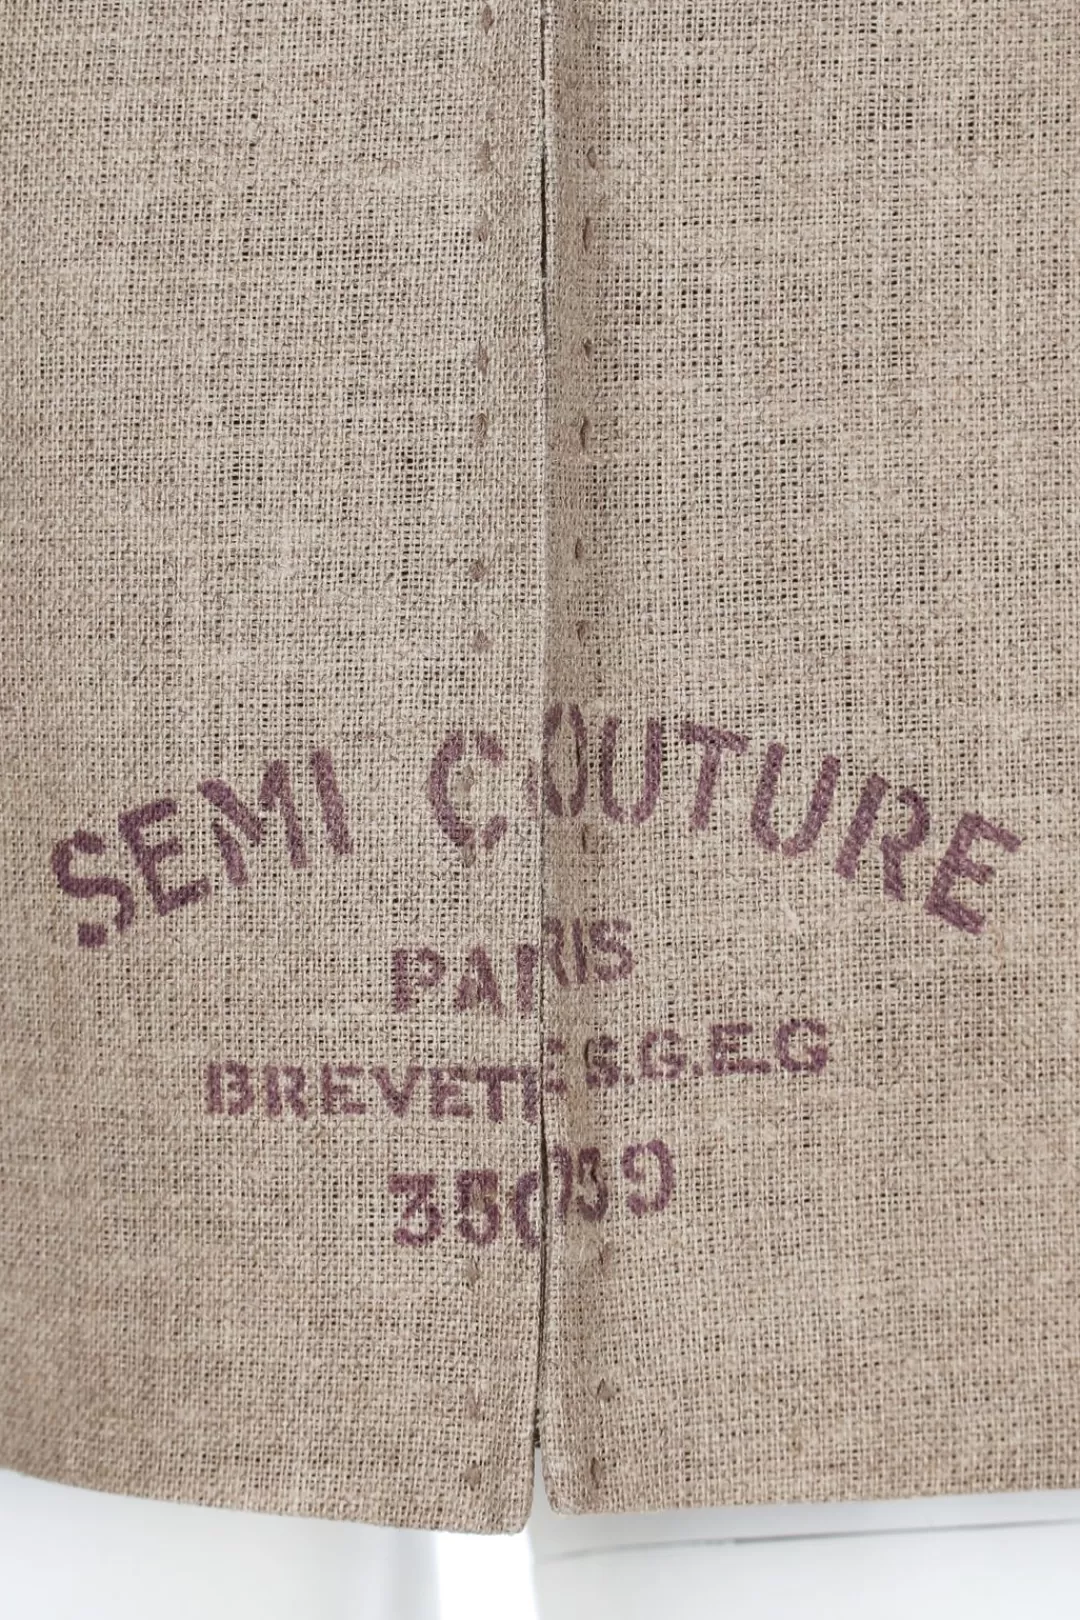 SEMI COUTURE
PARIS
BREVETE S.G.E.G
35039